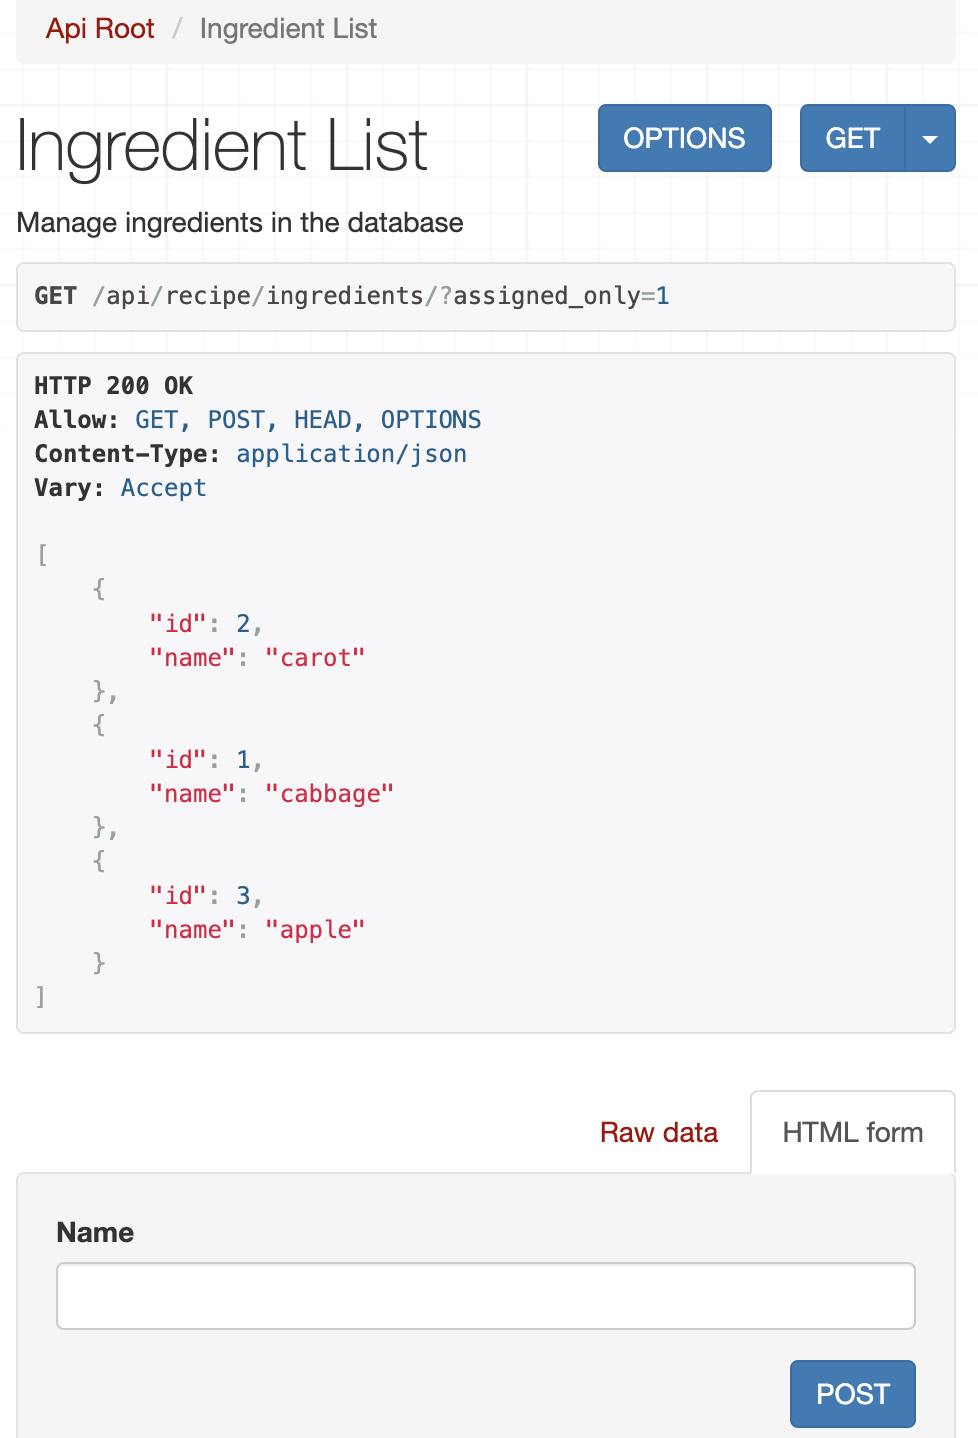 Api Root / Ingredient List
Ingredient List
OPTIONS
GET
Manage ingredients in the database
GET /api/recipe/ingredients/?assigned_only=1
HTTP 200 OK
Allow: GET, POST, HEAD, OPTIONS
Content-Type: application/json
Vary: Accept
[
    {
        "id": 2,
        "name": "carot"
    },
    {
        "id": 1,
        "name": "cabbage"
    },
    {
        "id": 3,
        "name": "apple"
    }
]
Raw data
HTML form
Name
POST